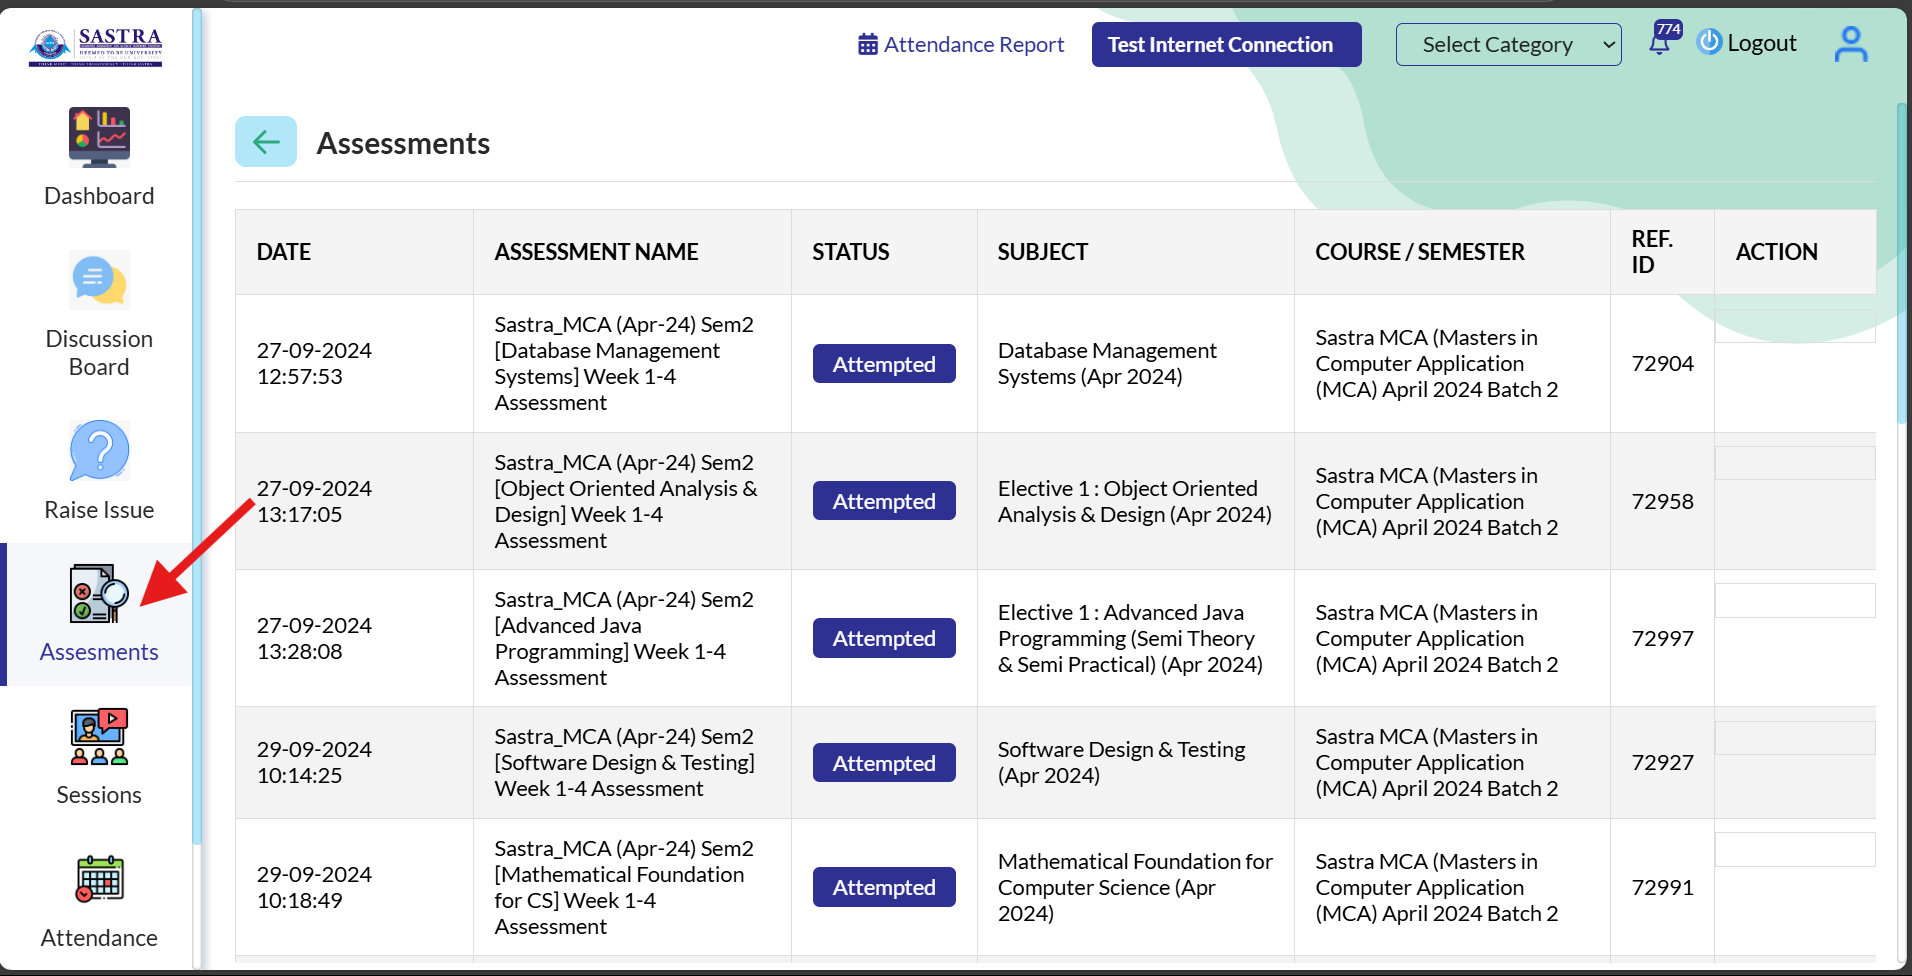 SASTRA
DEEMED TO BE UNIVERSITY
Attendance Report
Test Internet Connection
Select Category
774
Logout
Dashboard
Discussion
Board
Raise Issue
Assesments
Sessions
Attendance
Assessments
DATE
ASSESSMENT NAME
STATUS
SUBJECT
COURSE / SEMESTER
REF.
ID
ACTION
27-09-2024
12:57:53
Sastra_MCA (Apr-24) Sem2
[Database Management
Systems] Week 1-4
Assessment
Attempted
Database Management
Systems (Apr 2024)
Sastra MCA (Masters in
Computer Application
(MCA) April 2024 Batch 2
72904
27-09-2024
13:17:05
Sastra_MCA (Apr-24) Sem2
[Object Oriented Analysis &
Design] Week 1-4
Assessment
Attempted
Elective 1 : Object Oriented
Analysis & Design (Apr 2024)
Sastra MCA (Masters in
Computer Application
(MCA) April 2024 Batch 2
72958
27-09-2024
13:28:08
Sastra_MCA (Apr-24) Sem2
[Advanced Java
Programming] Week 1-4
Assessment
Attempted
Elective 1 : Advanced Java
Programming (Semi Theory
& Semi Practical) (Apr 2024)
Sastra MCA (Masters in
Computer Application
(MCA) April 2024 Batch 2
72997
29-09-2024
10:14:25
Sastra_MCA (Apr-24) Sem2
[Software Design & Testing]
Week 1-4 Assessment
Attempted
Software Design & Testing
(Apr 2024)
Sastra MCA (Masters in
Computer Application
(MCA) April 2024 Batch 2
72927
29-09-2024
10:18:49
Sastra_MCA (Apr-24) Sem2
[Mathematical Foundation
for CS] Week 1-4
Assessment
Attempted
Mathematical Foundation for
Computer Science (Apr
2024)
Sastra MCA (Masters in
Computer Application
(MCA) April 2024 Batch 2
72991